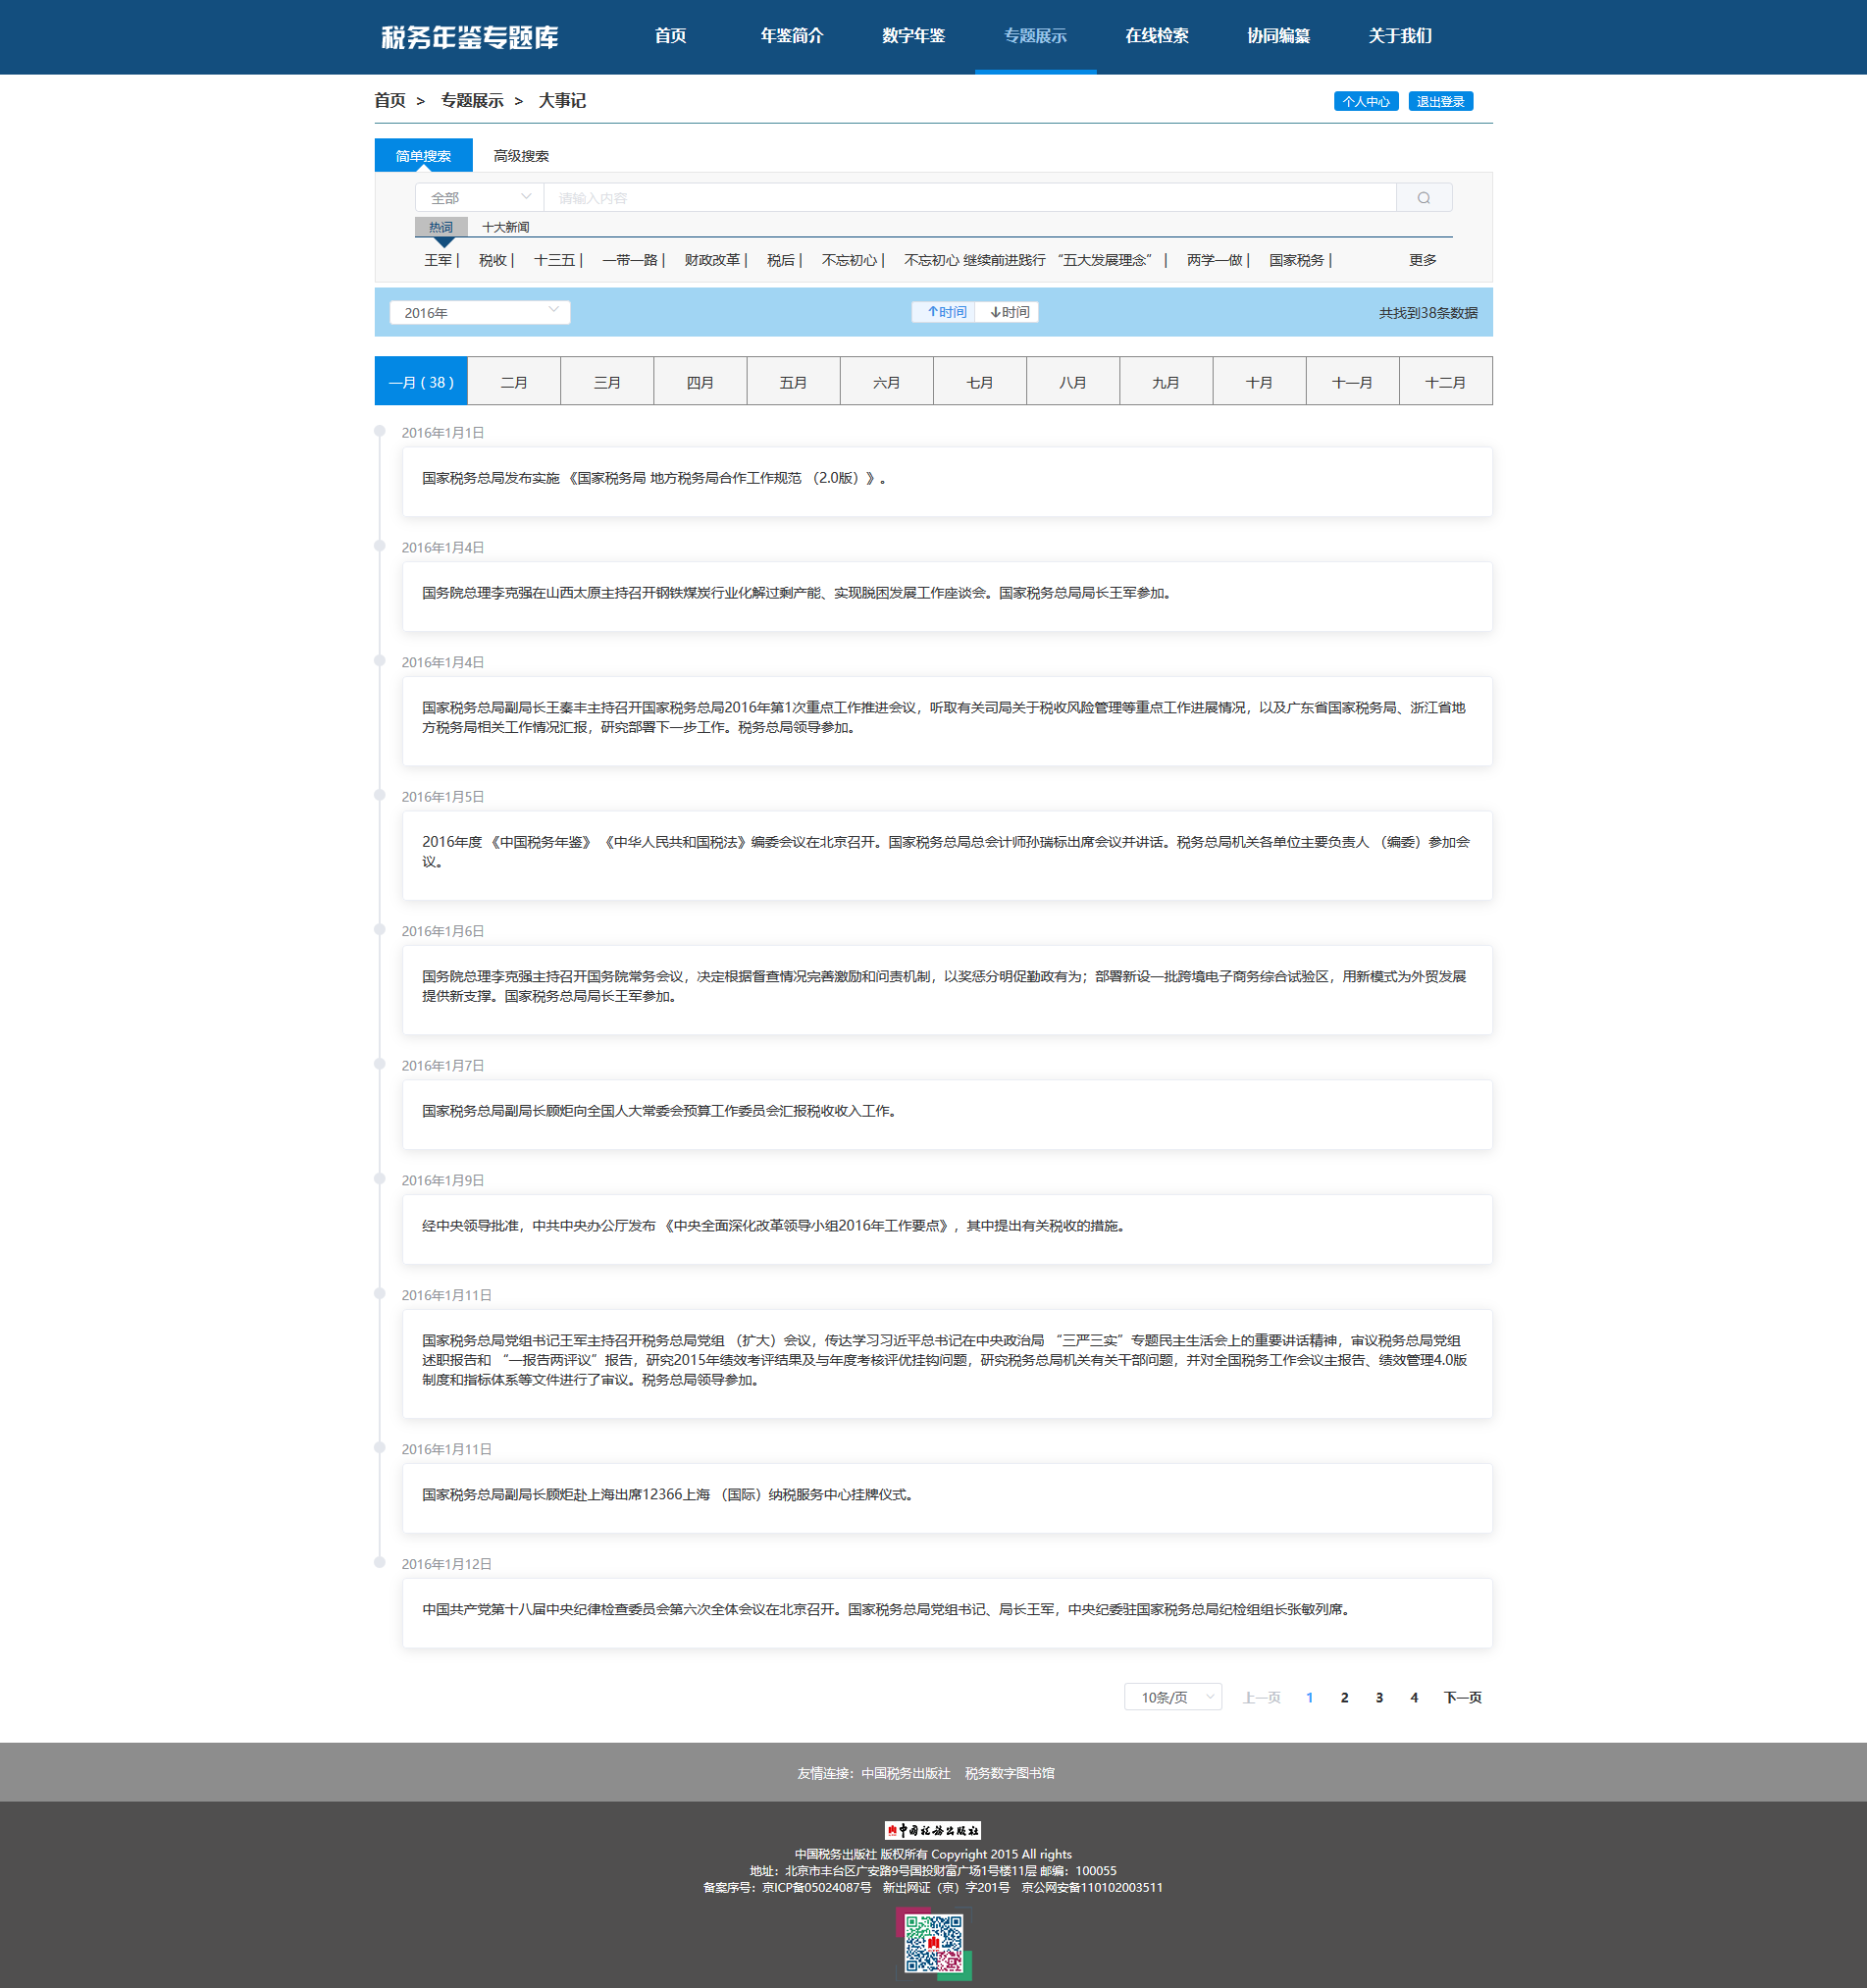 税务年鉴专题库
首页 年鉴简介 数字年鉴 专题展示 在线检索 协同编纂 关于我们
首页 > 专题展示 > 大事记 个人中心 退出登录
简单搜索 高级搜索
全部 请输入内容
热词 十大新闻
王军 | 税收 | 十三五 | 一带一路 | 财政改革 | 税后 | 不忘初心 | 不忘初心 继续前进践行 “五大发展理念” | 两学一做 | 国家税务 | 更多
2016年 ↑时间 ↓时间 共找到38条数据
一月 ( 38 ) 二月 三月 四月 五月 六月 七月 八月 九月 十月 十一月 十二月
2016年1月1日
国家税务总局发布实施 《国家税务局 地方税务局合作工作规范 （2.0版）》。
2016年1月4日
国务院总理李克强在山西太原主持召开钢铁煤炭行业化解过剩产能、实现脱困发展工作座谈会。国家税务总局局长王军参加。
2016年1月4日
国家税务总局副局长王秦丰主持召开国家税务总局2016年第1次重点工作推进会议，听取有关司局关于税收风险管理等重点工作进展情况，以及广东省国家税务局、浙江省地
方税务局相关工作情况汇报，研究部署下一步工作。税务总局领导参加。
2016年1月5日
2016年度 《中国税务年鉴》 《中华人民共和国税法》编委会议在北京召开。国家税务总局总会计师孙瑞标出席会议并讲话。税务总局机关各单位主要负责人 （编委）参加会
议。
2016年1月6日
国务院总理李克强主持召开国务院常务会议，决定根据督查情况完善激励和问责机制，以奖惩分明促勤政有为；部署新设一批跨境电子商务综合试验区，用新模式为外贸发展
提供新支撑。国家税务总局局长王军参加。
2016年1月7日
国家税务总局副局长顾炬向全国人大常委会预算工作委员会汇报税收收入工作。
2016年1月9日
经中央领导批准，中共中央办公厅发布 《中央全面深化改革领导小组2016年工作要点》，其中提出有关税收的措施。
2016年1月11日
国家税务总局党组书记王军主持召开税务总局党组 （扩大）会议，传达学习习近平总书记在中央政治局 “三严三实”专题民主生活会上的重要讲话精神，审议税务总局党组
述职报告和 “一报告两评议”报告，研究2015年绩效考评结果及与年度考核评优挂钩问题，研究税务总局机关有关干部问题，并对全国税务工作会议主报告、绩效管理4.0版
制度和指标体系等文件进行了审议。税务总局领导参加。
2016年1月11日
国家税务总局副局长顾炬赴上海出席12366上海 （国际）纳税服务中心挂牌仪式。
2016年1月12日
中国共产党第十八届中央纪律检查委员会第六次全体会议在北京召开。国家税务总局党组书记、局长王军，中央纪委驻国家税务总局纪检组组长张敏列席。
10条/页 上一页 1 2 3 4 下一页
友情连接：中国税务出版社 税务数字图书馆
中国税务出版社
中国税务出版社 版权所有 Copyright 2015 All rights
地址：北京市丰台区广安路9号国投财富广场1号楼11层 邮编：100055
备案序号：京ICP备05024087号 新出网证（京）字201号 京公网安备110102003511